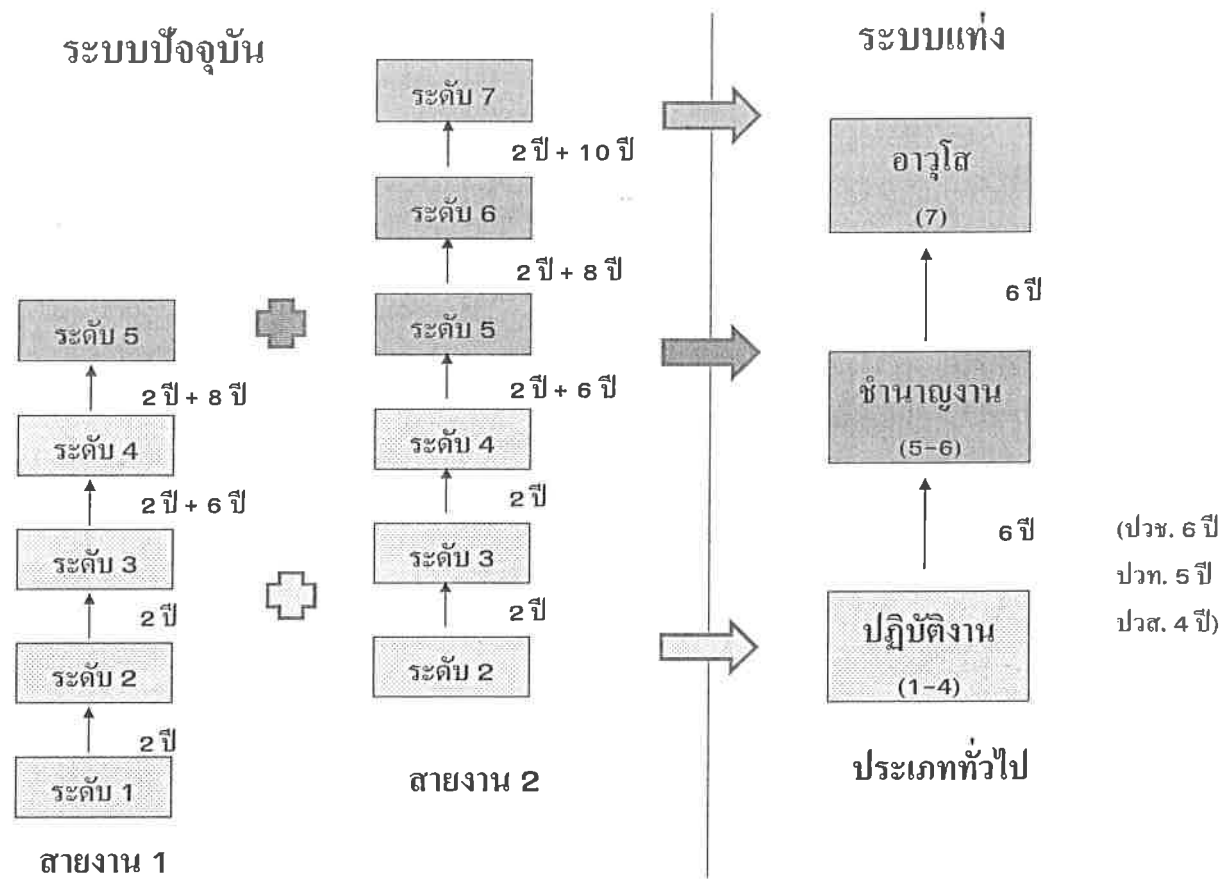 ระบบปัจจุบัน
ระดับ 5
2 ปี + 8 ปี
ระดับ 4
2 ปี + 6 ปี
ระดับ 3
2 ปี
ระดับ 2
2 ปี
ระดับ 1
สายงาน 1
ระดับ 7
2 ปี + 10 ปี
ระดับ 6
2 ปี + 8 ปี
ระดับ 5
2 ปี + 6 ปี
ระดับ 4
2 ปี
ระดับ 3
2 ปี
ระดับ 2
สายงาน 2
ระบบแท่ง
อาวุโส
(7)
6 ปี
ชำนาญงาน
(5-6)
6 ปี
(ปวช. 6 ปี
ปวท. 5 ปี
ปวส. 4 ปี)
ปฏิบัติงาน
(1-4)
ประเภททั่วไป